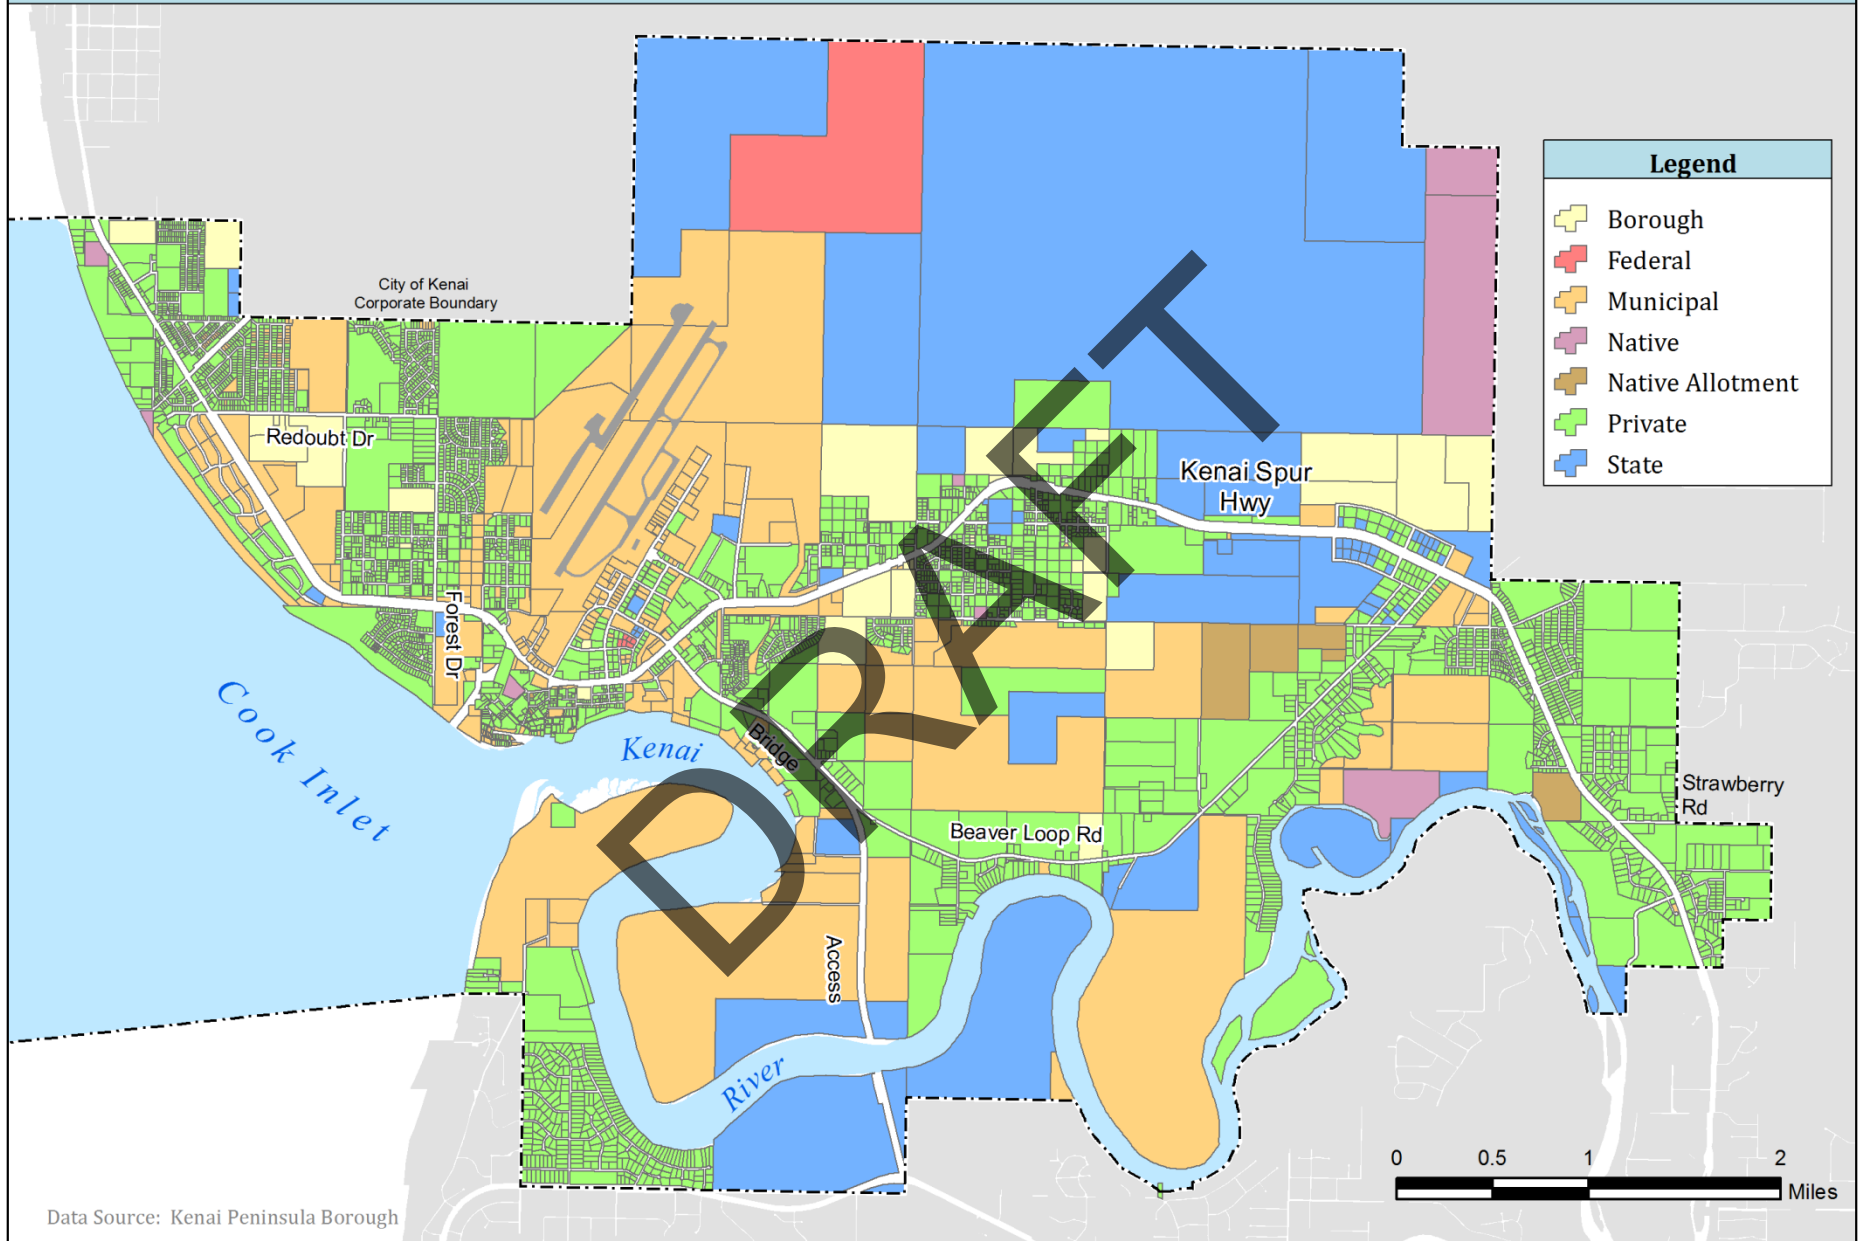 City of Kenai
Corporate Boundary
Legend
Borough
Federal
Municipal
Native
Native Allotment
Private
State
Redoubt Dr
Kenai Spur
Hwy
Forest Dr
Cook Inlet
Kenai
Bridge
DRAFT
Strawberry
Rd
Beaver Loop Rd
Access
River
0 0.5 1 2
Miles
Data Source: Kenai Peninsula Borough